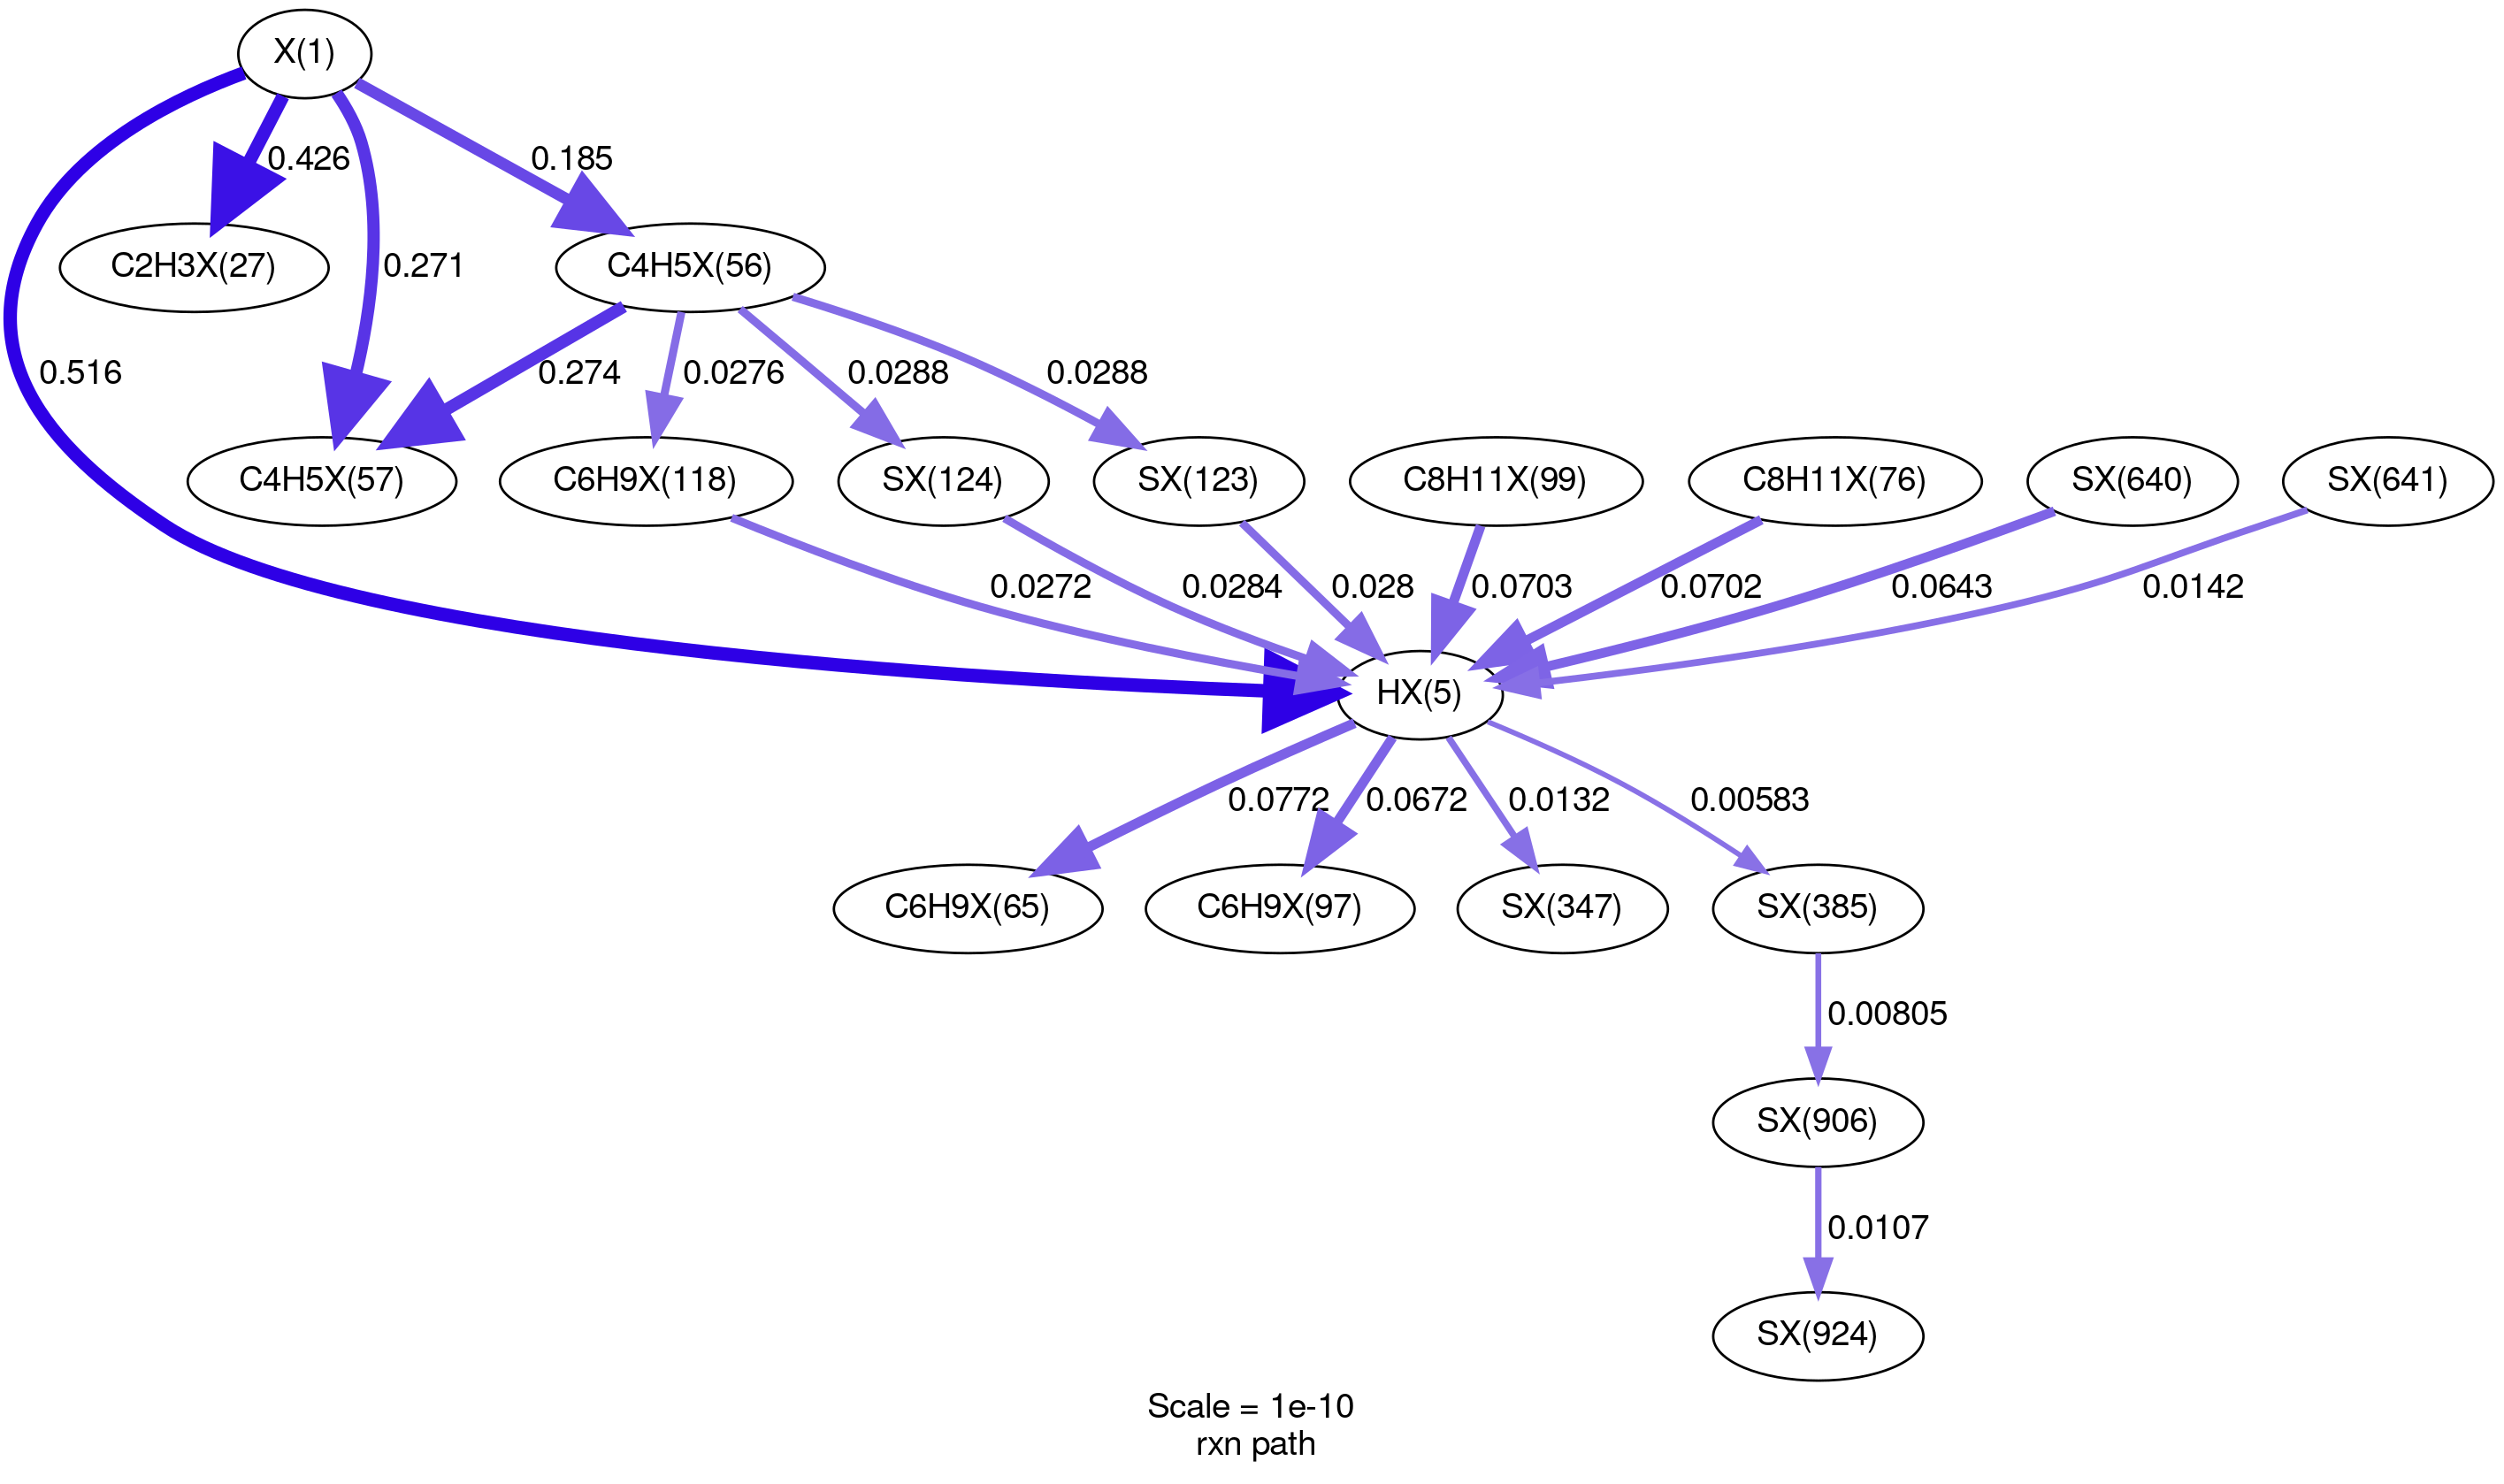 X(1)
0.426
0.185
C2H3X(27)
0.271
C4H5X(56)
0.516
0.274
0.0276
0.0288
0.0288
C4H5X(57)
C6H9X(118)
SX(124)
SX(123)
C8H11X(99)
C8H11X(76)
SX(640)
SX(641)
0.0272
0.0284
0.028
0.0703
0.0702
0.0643
0.0142
HX(5)
0.0772
0.0672
0.0132
0.00583
C6H9X(65)
C6H9X(97)
SX(347)
SX(385)
0.00805
SX(906)
0.0107
SX(924)
Scale = 1e-10
rxn path